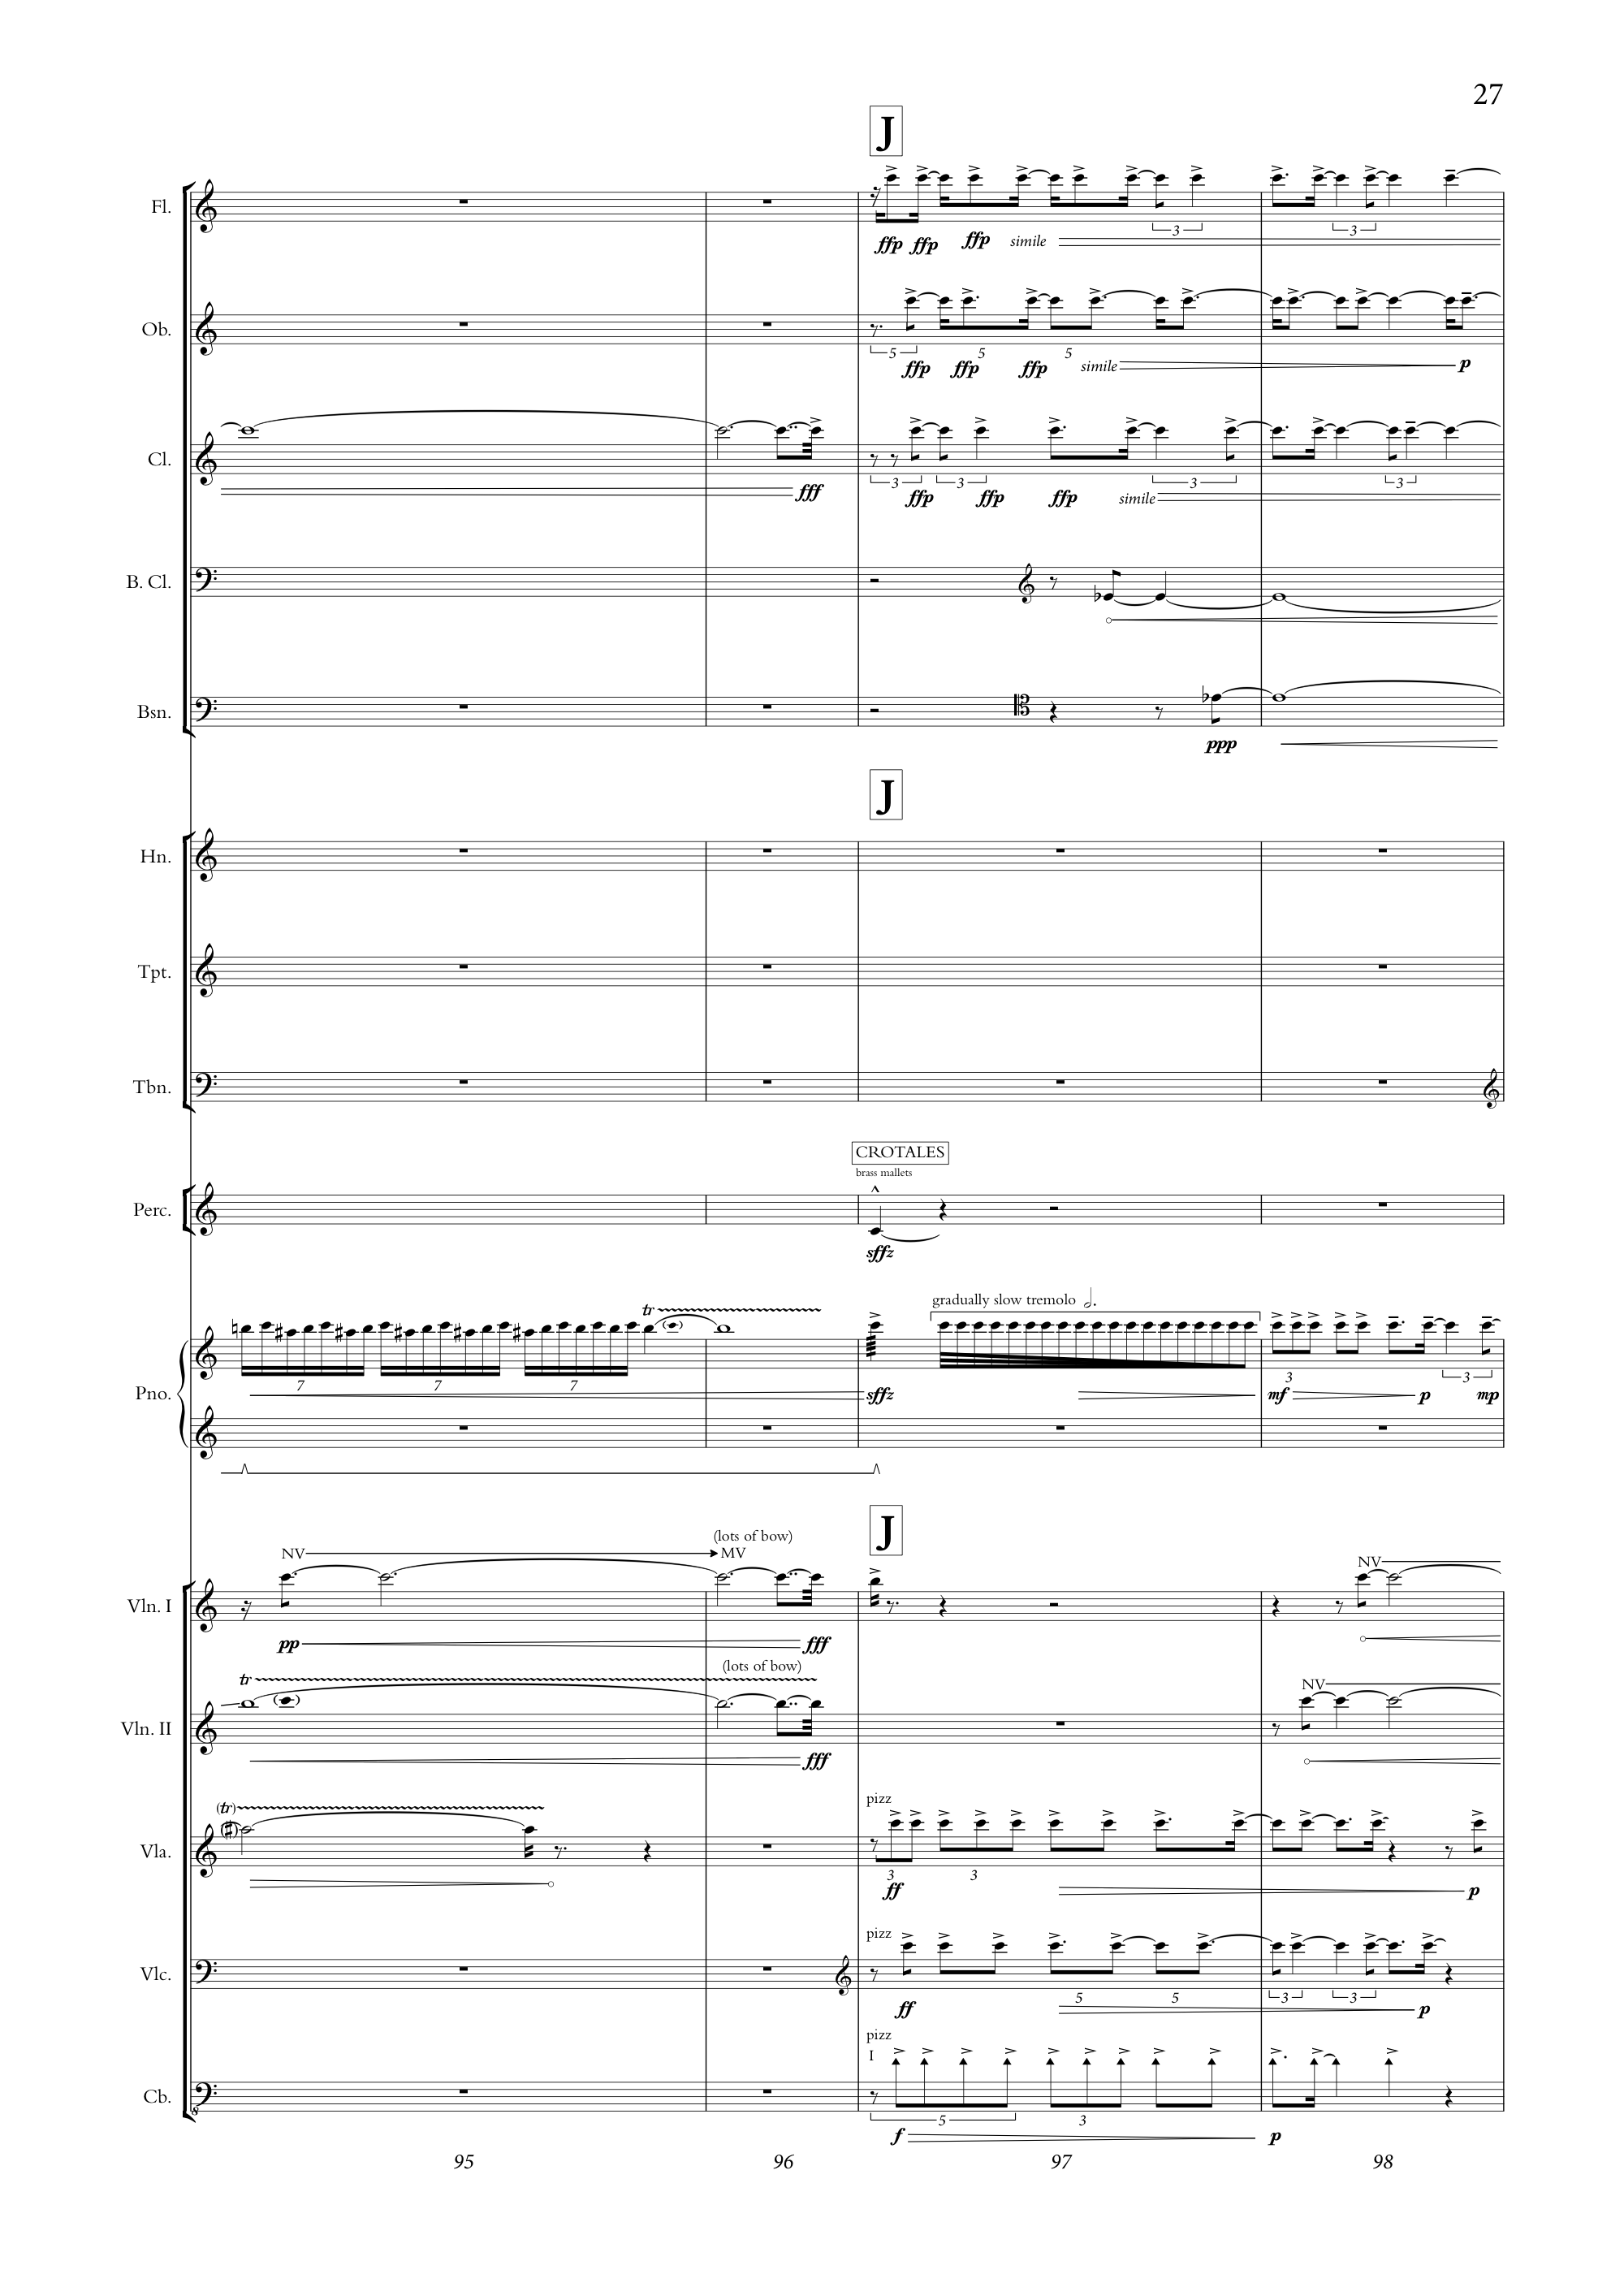 27
J
Fl.
3 3
ffp ffp ffp simile
Ob.
5 5 5
ffp ffp ffp simile p
Cl.
3 3 3 3
fff ffp ffp ffp simile
B. Cl.
Bsn.
ppp
J
Hn.
Tpt.
Tbn.
CROTALES
brass mallets
Perc.
sffz
gradually slow tremolo
tr
7 7 7 3 3
Pno.
sffz mf p mp
J
(lots of bow)
NV MV NV
Vln. I
pp fff
(lots of bow)
tr NV
Vln. II
fff
pizz
(tr)
Vla.
3 3
ff p
pizz
Vlc.
5 5 3 3
ff p
pizz
I
Cb.
8
5 3
f p
95 96 97 98